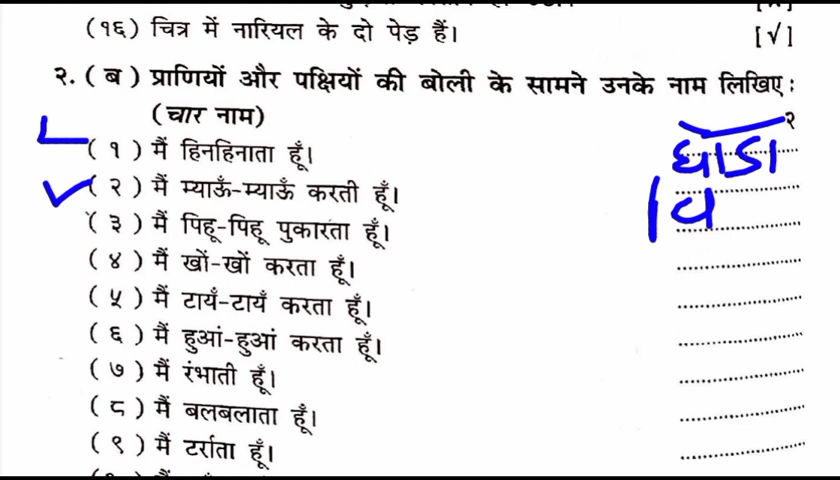 (१६) चित्र में नारियल के दो पेड़ हैं। [√]
२. (ब) प्राणियों और पक्षियों की बोली के सामने उनके नाम लिखिए :
(चार नाम) २
(१) मैं हिनहिनाता हूँ। घोडा
(२) मैं म्याऊँ-म्याऊँ करती हूँ।
(३) मैं पिहू-पिहू पुकारता हूँ।
(४) मैं खों-खों करता हूँ।
(५) मैं टायँ-टायँ करता हूँ।
(६) मैं हुआं-हुआं करता हूँ।
(७) मैं रंभाती हूँ।
(८) मैं बलबलाता हूँ।
(९) मैं टर्राता हूँ।